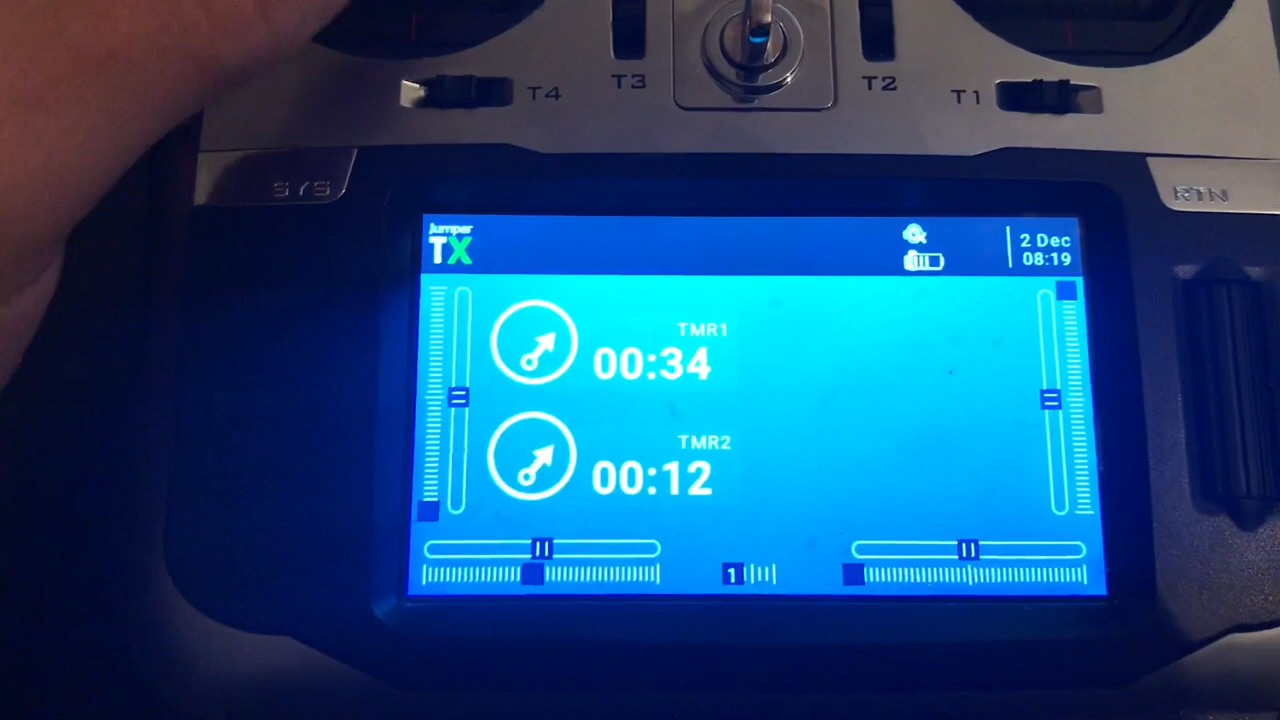 T4
T3
T2
T1
SYS
RTN
Jumper
TX
2 Dec
08:19
TMR1
00:34
TMR2
00:12
1